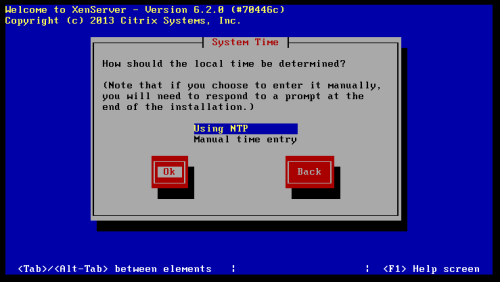 Welcome to XenServer - Version 6.2.0 (#70446c)
Copyright (c) 2013 Citrix Systems, Inc.
System Time
How should the local time be determined?
(Note that if you choose to enter it manually,
you will need to respond to a prompt at the
end of the installation.)
Using NTP
Manual time entry
Ok Back
<Tab>/<Alt-Tab> between elements | | <F1> Help screen